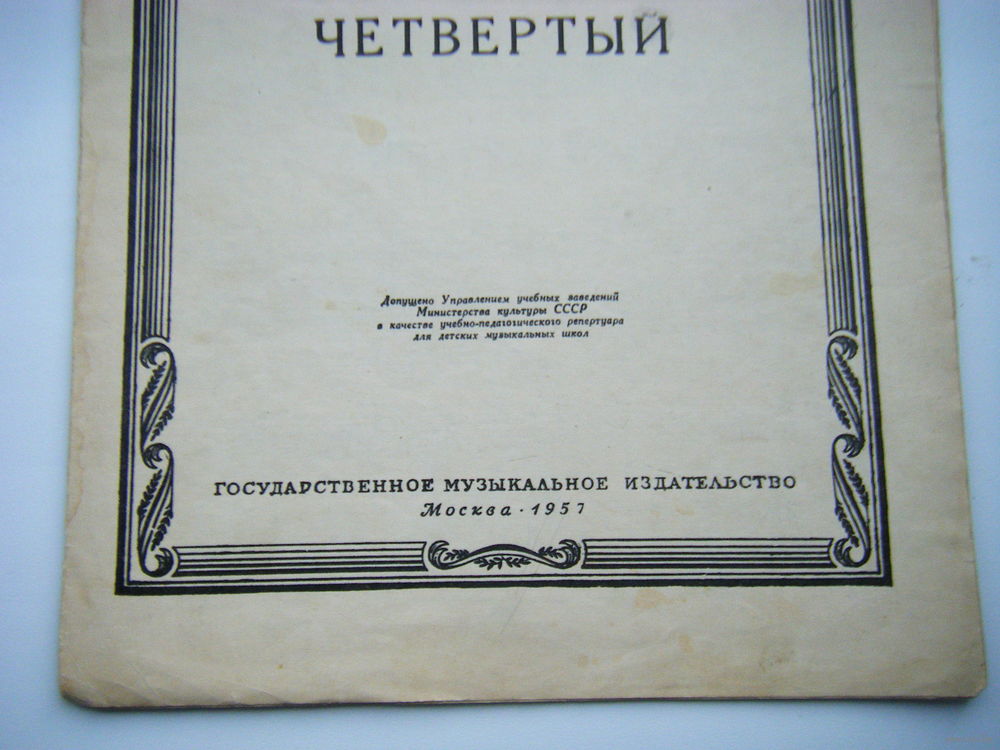 ЧЕТВЕРТЫЙ
Допущено Управлением учебных заведений
Министерства культуры СССР
в качестве учебно-педагогического репертуара
для детских музыкальных школ
ГОСУДАРСТВЕННОЕ МУЗЫКАЛЬНОЕ ИЗДАТЕЛЬСТВО
Москва · 1957